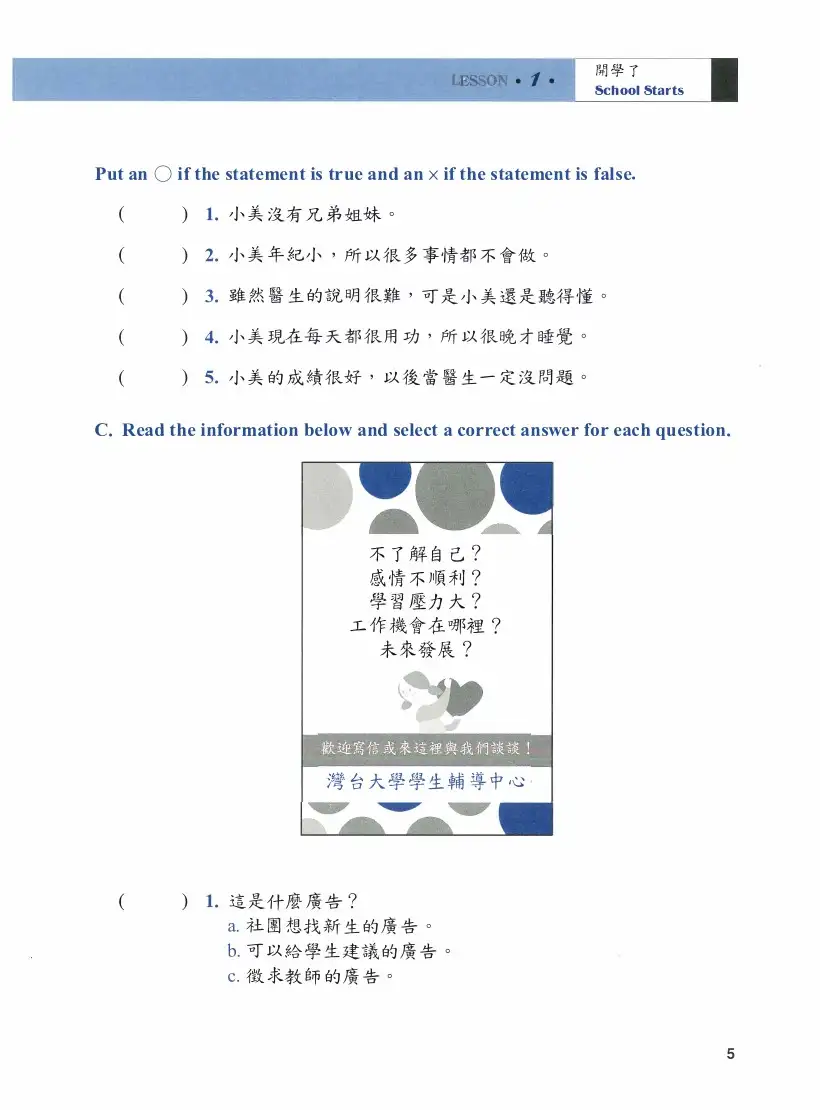 LESSON • 1 •
開學了
School Starts
Put an ○ if the statement is true and an × if the statement is false.
(　　) 1. 小美沒有兄弟姐妹。
(　　) 2. 小美年紀小，所以很多事情都不會做。
(　　) 3. 雖然醫生的說明很難，可是小美還是聽得懂。
(　　) 4. 小美現在每天都很用功，所以很晚才睡覺。
(　　) 5. 小美的成績很好，以後當醫生一定沒問題。
C. Read the information below and select a correct answer for each question.
不了解自己？
感情不順利？
學習壓力大？
工作機會在哪裡？
未來發展？
歡迎寫信或來這裡與我們談談！
灣台大學學生輔導中心
(　　) 1. 這是什麼廣告？
a. 社團想找新生的廣告。
b. 可以給學生建議的廣告。
c. 徵求教師的廣告。
5